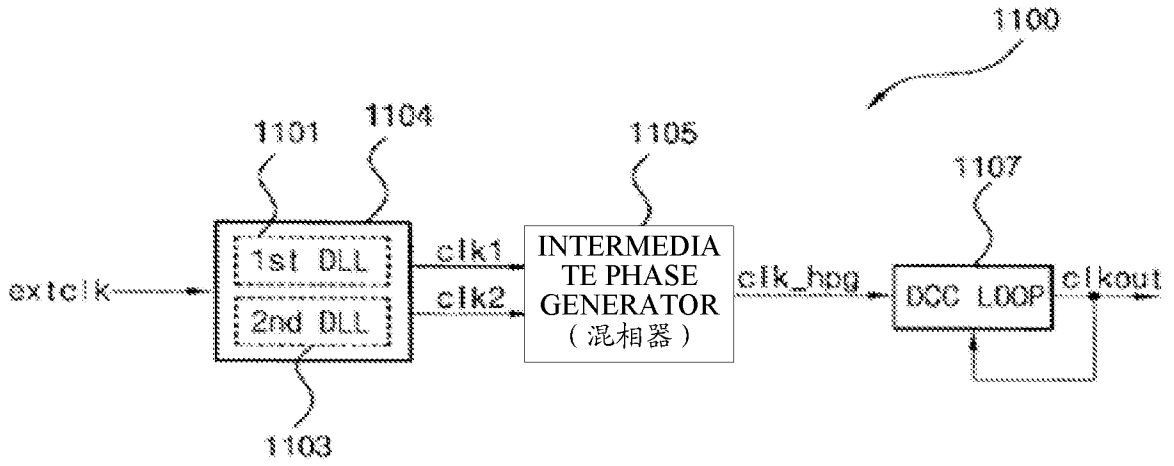 1100
1101
1104
1105
1107
1st DLL
2nd DLL
extclk
clk1
clk2
INTERMEDIA
TE PHASE
GENERATOR
(混相器)
clk_hpg
DCC LOOP
clkout
1103